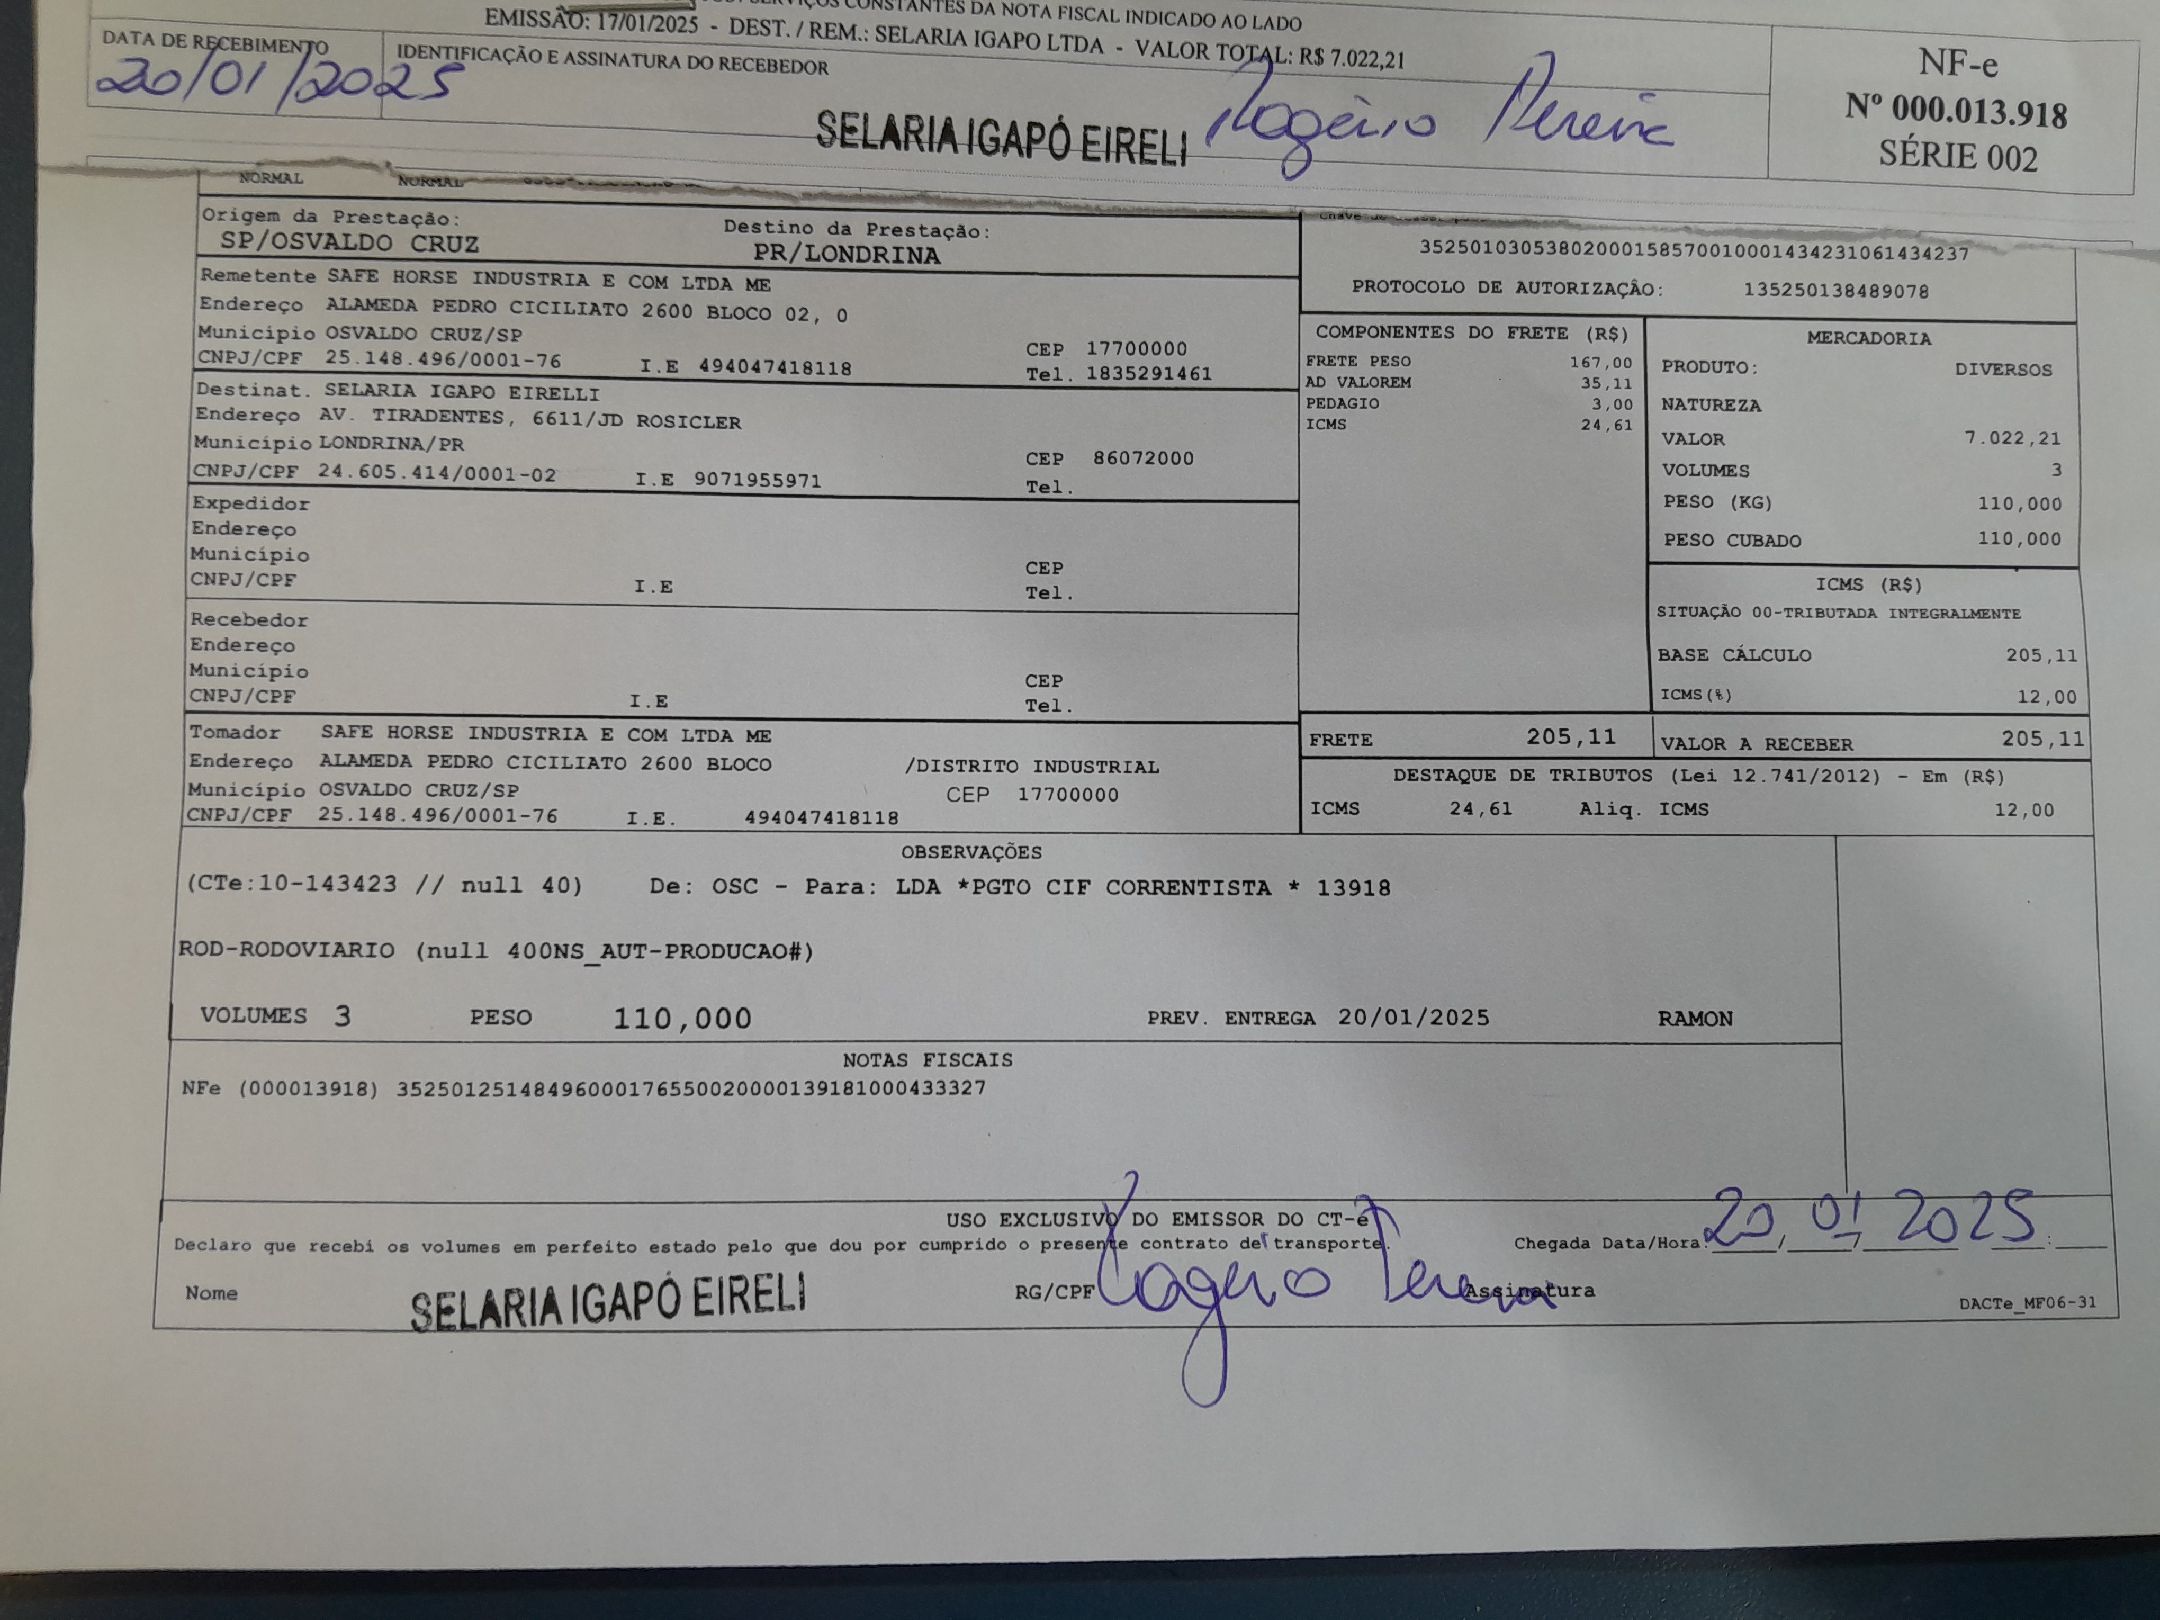 SERVIÇOS CONSTANTES DA NOTA FISCAL INDICADO AO LADO
EMISSÃO: 17/01/2025 - DEST. / REM.: SELARIA IGAPO LTDA - VALOR TOTAL: R$ 7.022,21
DATA DE RECEBIMENTO
20/01/2025
IDENTIFICAÇÃO E ASSINATURA DO RECEBEDOR
SELARIA IGAPÓ EIRELI Rogério Pereira
NF-e
Nº 000.013.918
SÉRIE 002
NORMAL NORMAL
Origem da Prestação: Destino da Prestação:
SP/OSVALDO CRUZ PR/LONDRINA
Remetente SAFE HORSE INDUSTRIA E COM LTDA ME
Endereço ALAMEDA PEDRO CICILIATO 2600 BLOCO 02, 0
Município OSVALDO CRUZ/SP CEP 17700000
CNPJ/CPF 25.148.496/0001-76 I.E 494047418118 Tel. 1835291461
Destinat. SELARIA IGAPO EIRELLI
Endereço AV. TIRADENTES, 6611/JD ROSICLER
Município LONDRINA/PR CEP 86072000
CNPJ/CPF 24.605.414/0001-02 I.E 9071955971 Tel.
Expedidor
Endereço
Município CEP
CNPJ/CPF I.E Tel.
Recebedor
Endereço
Município CEP
CNPJ/CPF I.E Tel.
Tomador SAFE HORSE INDUSTRIA E COM LTDA ME
Endereço ALAMEDA PEDRO CICILIATO 2600 BLOCO /DISTRITO INDUSTRIAL
Município OSVALDO CRUZ/SP CEP 17700000
CNPJ/CPF 25.148.496/0001-76 I.E. 494047418118
35250103053802000158570010001434231061434237
PROTOCOLO DE AUTORIZAÇÃO: 135250138489078
COMPONENTES DO FRETE (R$)
FRETE PESO 167,00
AD VALOREM 35,11
PEDAGIO 3,00
ICMS 24,61
MERCADORIA
PRODUTO: DIVERSOS
NATUREZA
VALOR 7.022,21
VOLUMES 3
PESO (KG) 110,000
PESO CUBADO 110,000
ICMS (R$)
SITUAÇÃO 00-TRIBUTADA INTEGRALMENTE
BASE CÁLCULO 205,11
ICMS(%) 12,00
FRETE 205,11 VALOR A RECEBER 205,11
DESTAQUE DE TRIBUTOS (Lei 12.741/2012) - Em (R$)
ICMS 24,61 Aliq. ICMS 12,00
OBSERVAÇÕES
(CTe:10-143423 // null 40) De: OSC - Para: LDA *PGTO CIF CORRENTISTA * 13918
ROD-RODOVIARIO (null 400NS_AUT-PRODUCAO#)
VOLUMES 3 PESO 110,000 PREV. ENTREGA 20/01/2025 RAMON
NOTAS FISCAIS
NFe (000013918) 35250125148496000176550020000139181000433327
USO EXCLUSIVO DO EMISSOR DO CT-e
Declaro que recebi os volumes em perfeito estado pelo que dou por cumprido o presente contrato de transporte. Chegada Data/Hora: 20/01/2025
Nome SELARIA IGAPÓ EIRELI RG/CPF Rogério Pereira Assinatura
DACTe_MF06-31